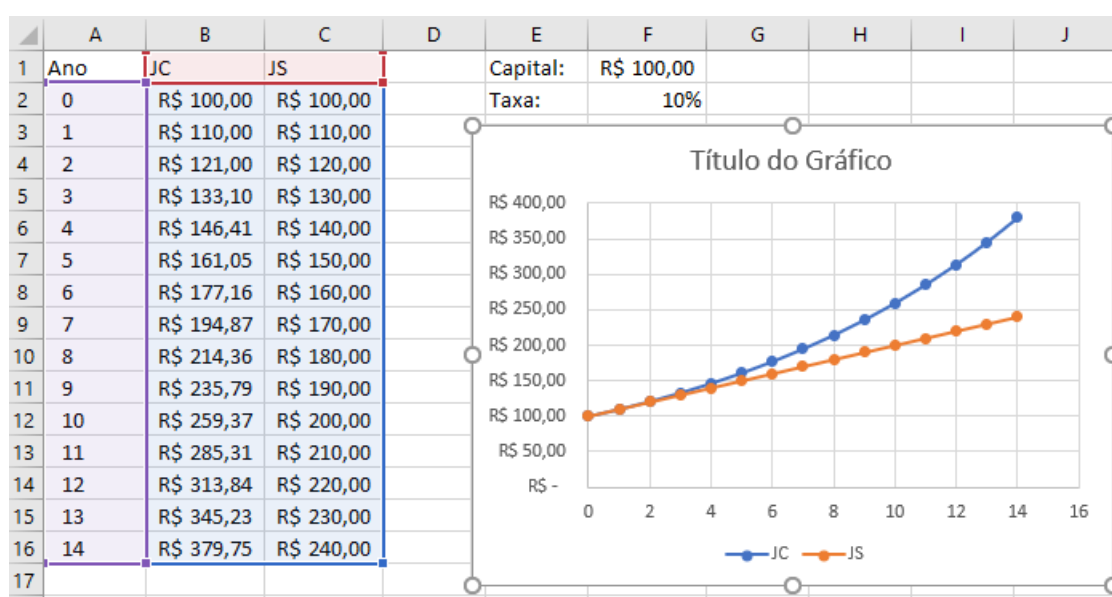 A B C D E F G H I J
1 Ano JC JS Capital: R$ 100,00
2 0 R$ 100,00 R$ 100,00 Taxa: 10%
3 1 R$ 110,00 R$ 110,00
4 2 R$ 121,00 R$ 120,00
5 3 R$ 133,10 R$ 130,00
6 4 R$ 146,41 R$ 140,00
7 5 R$ 161,05 R$ 150,00
8 6 R$ 177,16 R$ 160,00
9 7 R$ 194,87 R$ 170,00
10 8 R$ 214,36 R$ 180,00
11 9 R$ 235,79 R$ 190,00
12 10 R$ 259,37 R$ 200,00
13 11 R$ 285,31 R$ 210,00
14 12 R$ 313,84 R$ 220,00
15 13 R$ 345,23 R$ 230,00
16 14 R$ 379,75 R$ 240,00
17
Título do Gráfico
R$ 400,00
R$ 350,00
R$ 300,00
R$ 250,00
R$ 200,00
R$ 150,00
R$ 100,00
R$ 50,00
R$ -
0 2 4 6 8 10 12 14 16
JC JS